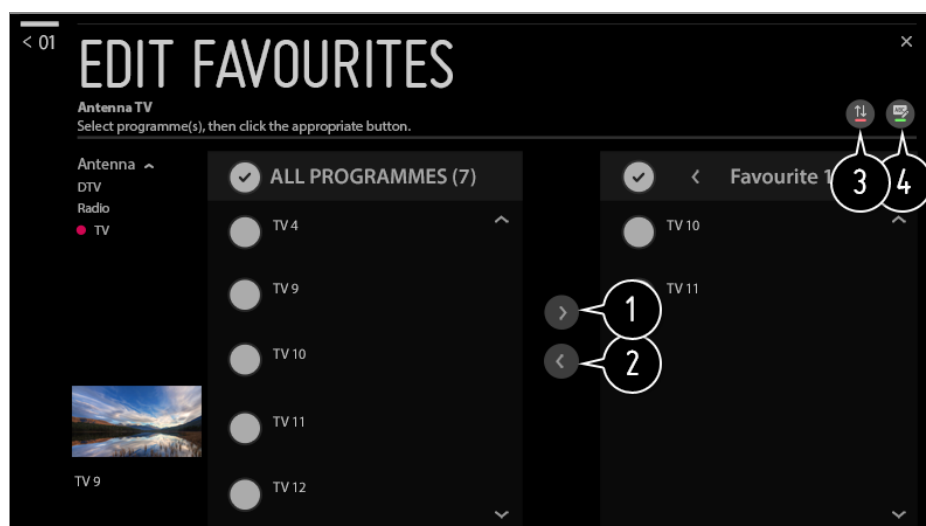 < 01
EDIT FAVOURITES
×
Antenna TV
Select programme(s), then click the appropriate button.
Antenna
DTV
Radio
TV
ALL PROGRAMMES (7)
TV 4
TV 9
TV 10
TV 11
TV 12
< Favourite 1
TV 10
TV 11
>
<
1
2
3
4
TV 9